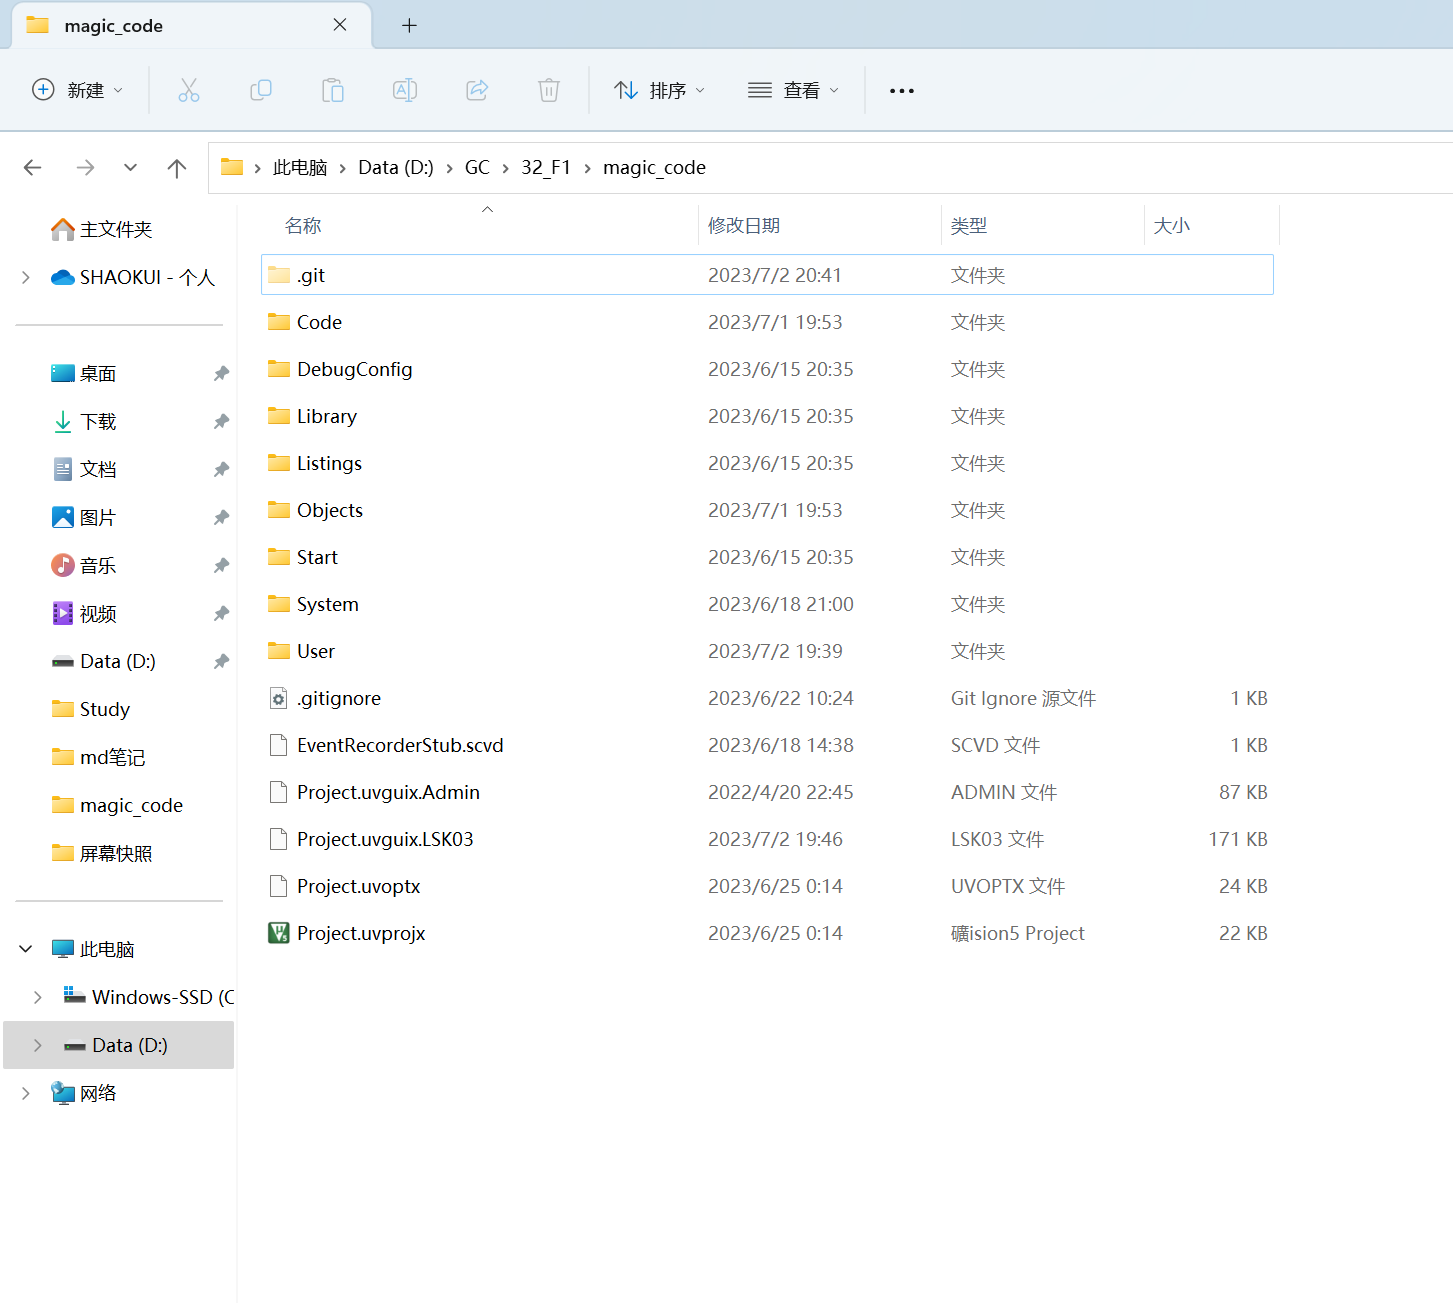 magic_code
新建
排序
查看
此电脑 › Data (D:) › GC › 32_F1 › magic_code
主文件夹
SHAOKUI - 个人
桌面
下载
文档
图片
音乐
视频
Data (D:)
Study
md笔记
magic_code
屏幕快照
此电脑
Windows-SSD (C
Data (D:)
网络
名称 修改日期 类型 大小
.git 2023/7/2 20:41 文件夹
Code 2023/7/1 19:53 文件夹
DebugConfig 2023/6/15 20:35 文件夹
Library 2023/6/15 20:35 文件夹
Listings 2023/6/15 20:35 文件夹
Objects 2023/7/1 19:53 文件夹
Start 2023/6/15 20:35 文件夹
System 2023/6/18 21:00 文件夹
User 2023/7/2 19:39 文件夹
.gitignore 2023/6/22 10:24 Git Ignore 源文件 1 KB
EventRecorderStub.scvd 2023/6/18 14:38 SCVD 文件 1 KB
Project.uvguix.Admin 2022/4/20 22:45 ADMIN 文件 87 KB
Project.uvguix.LSK03 2023/7/2 19:46 LSK03 文件 171 KB
Project.uvoptx 2023/6/25 0:14 UVOPTX 文件 24 KB
Project.uvprojx 2023/6/25 0:14 礦ision5 Project 22 KB